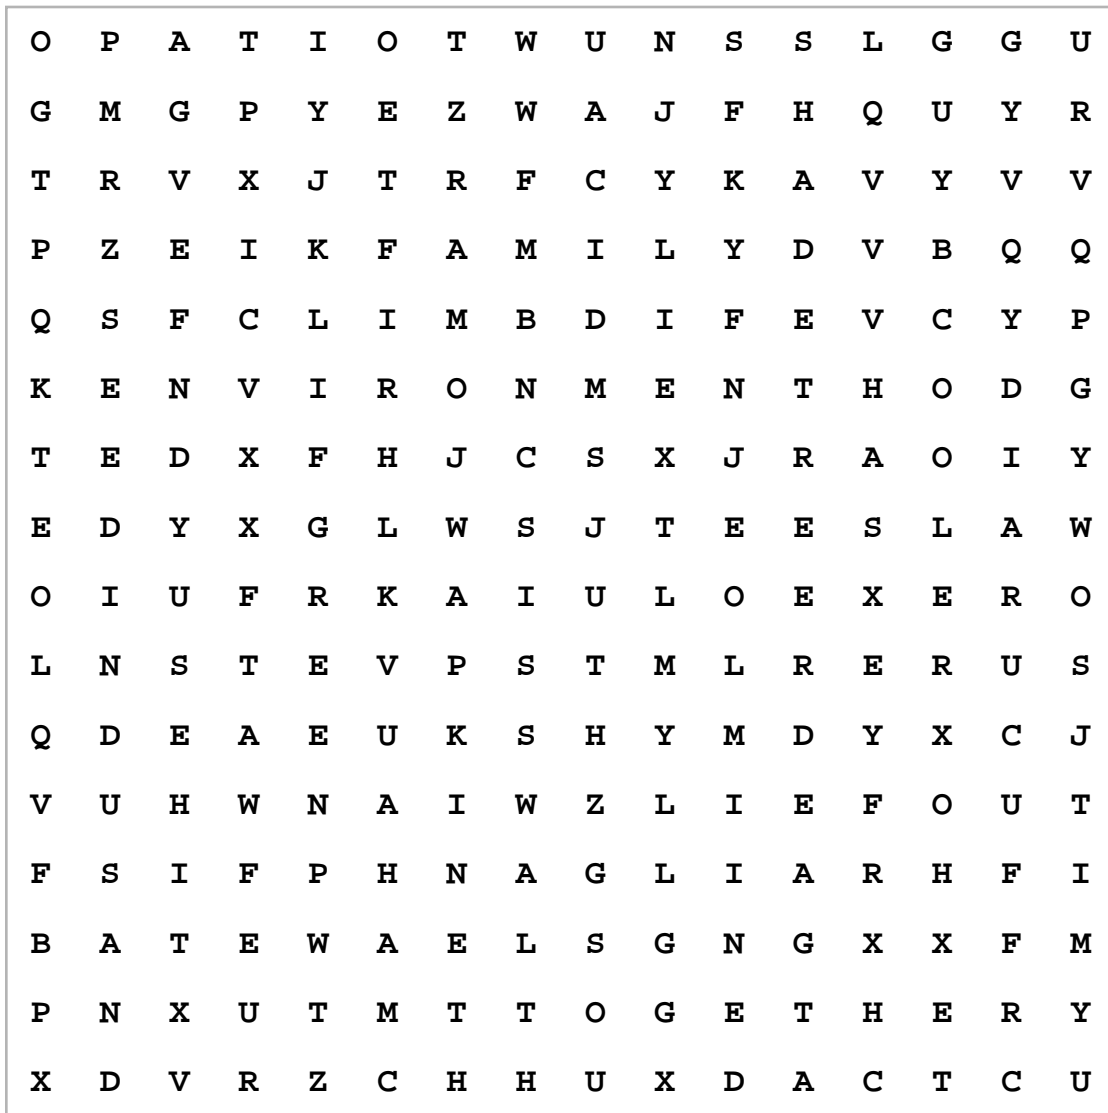 O P A T I O T W U N S S L G G U
G M G P Y E Z W A J F H Q U Y R
T R V X J T R F C Y K A V Y V V
P Z E I K F A M I L Y D V B Q Q
Q S F C L I M B D I F E V C Y P
K E N V I R O N M E N T H O D G
T E D X F H J C S X J R A O I Y
E D Y X G L W S J T E E S L A W
O I U F R K A I U L O E X E R O
L N S T E V P S T M L R E R U S
Q D E A E U K S H Y M D Y X C J
V U H W N A I W Z L I E F O U T
F S I F P H N A G L I A R H F I
B A T E W A E L S G N G X X F M
P N X U T M T T O G E T H E R Y
X D V R Z C H H U X D A C T C U